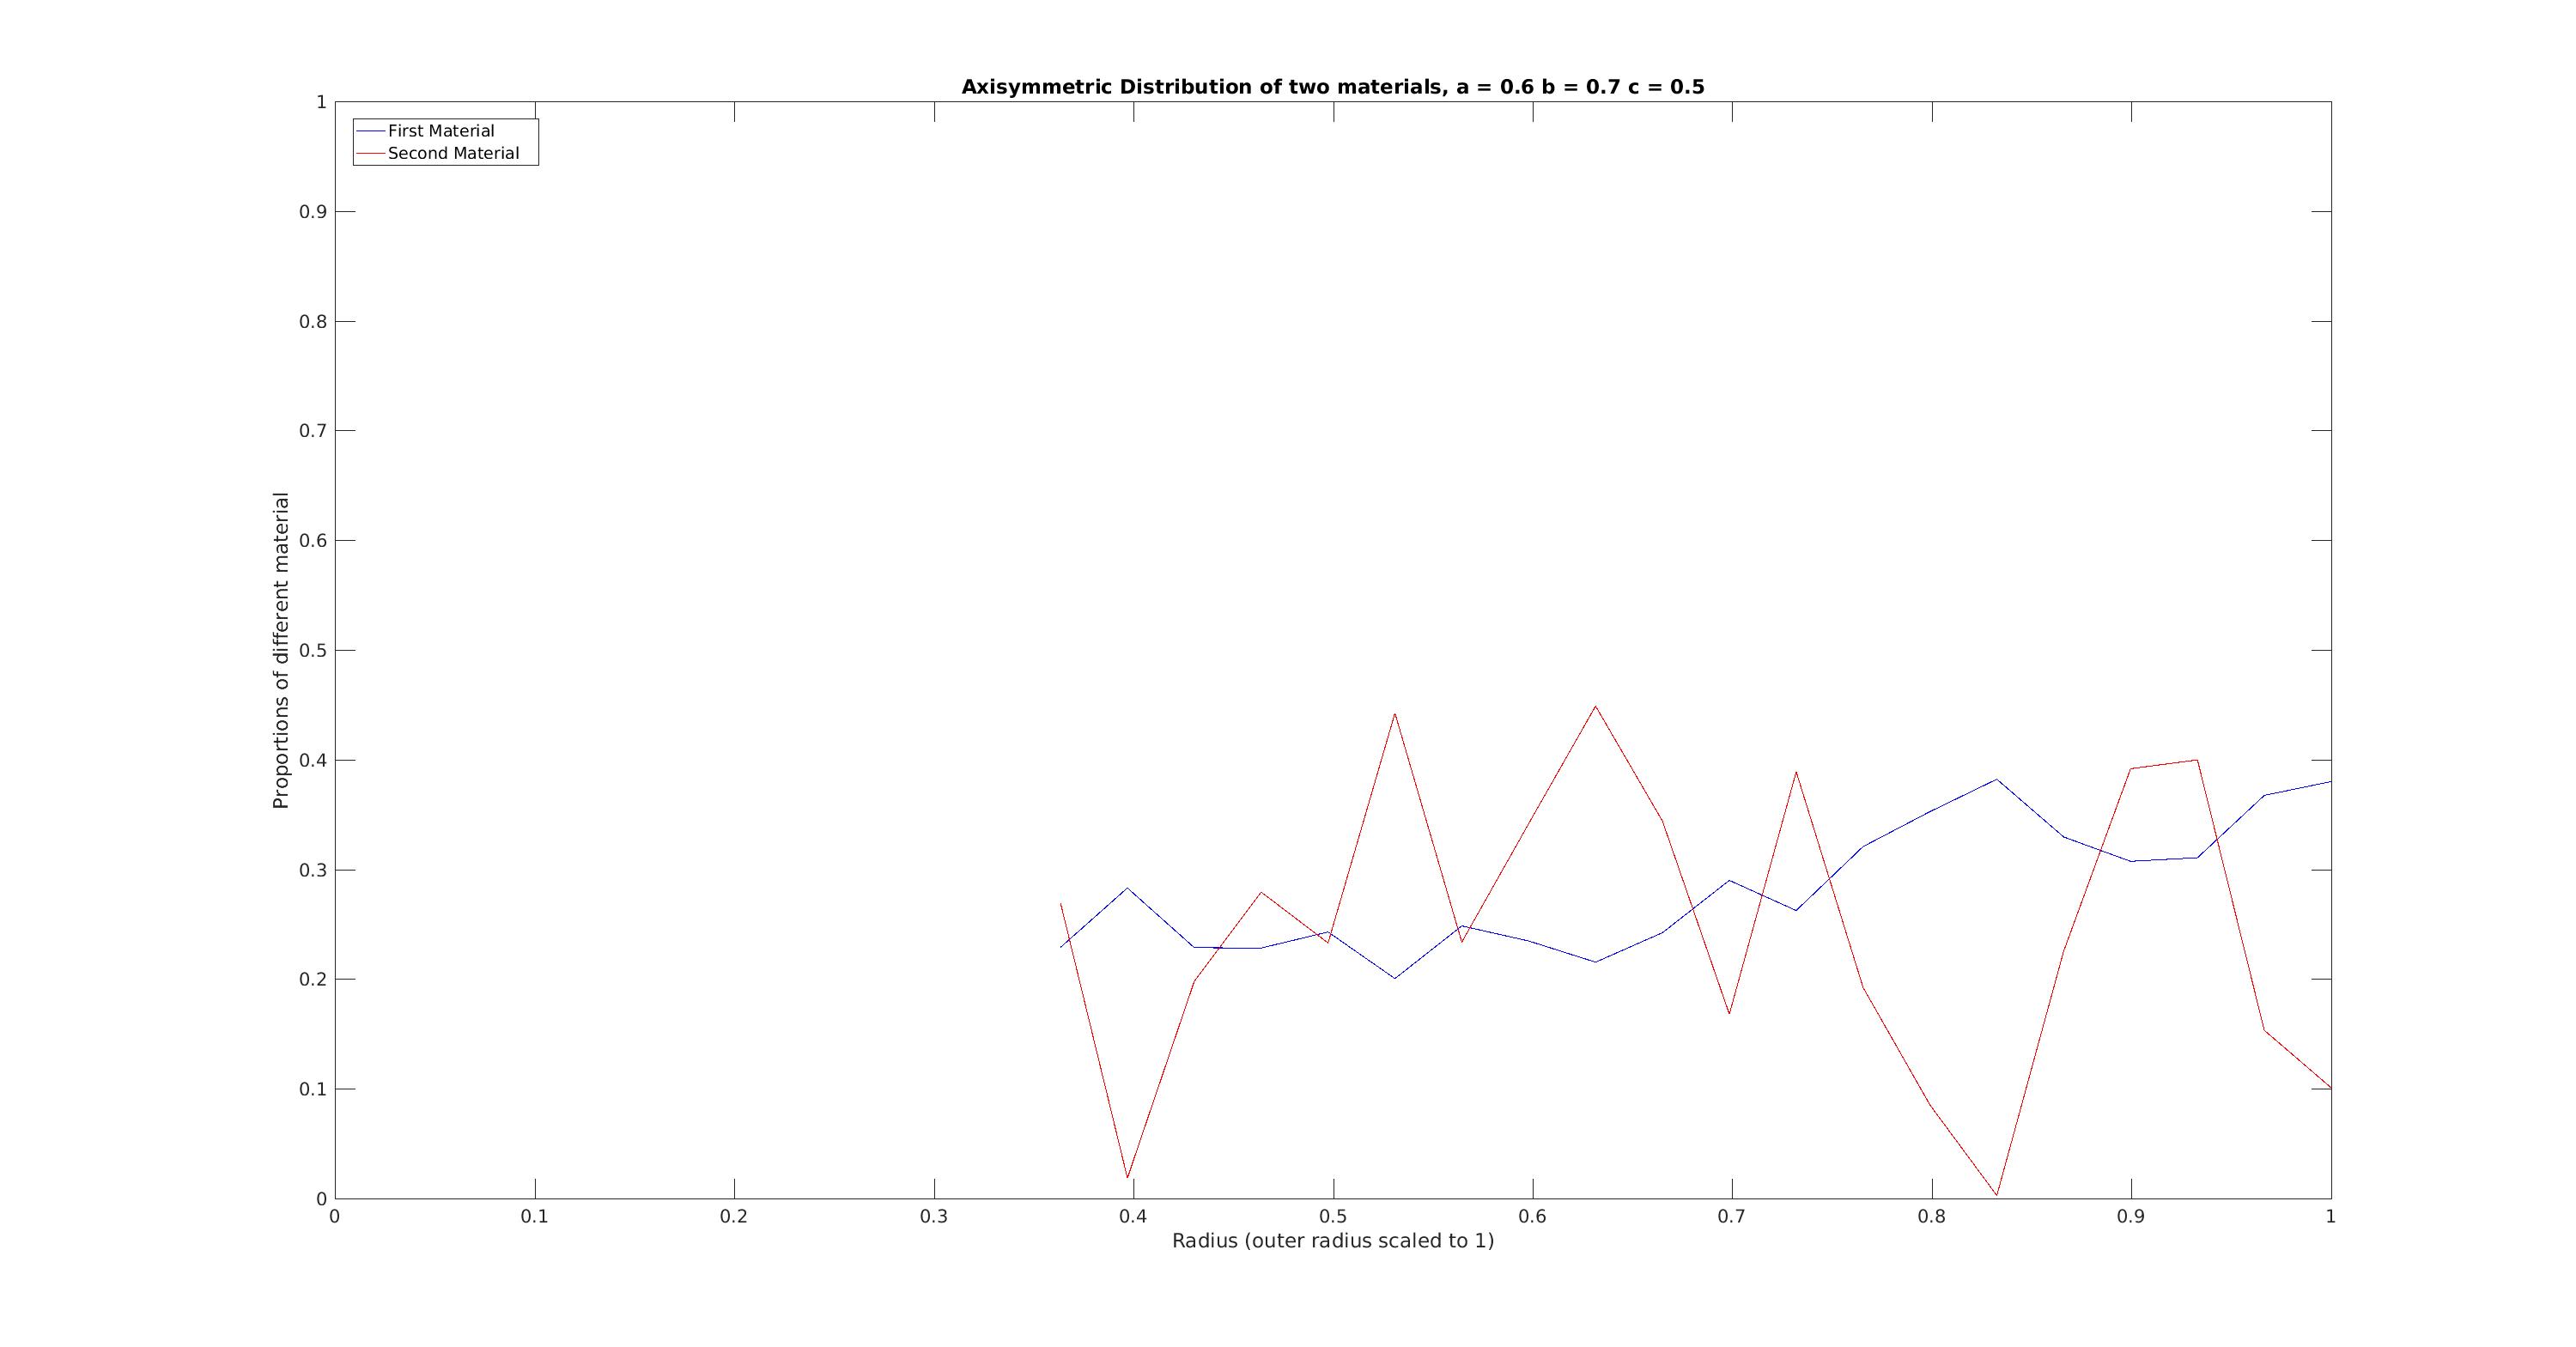 Axisymmetric Distribution of two materials, a = 0.6 b = 0.7 c = 0.5
First Material
Second Material
Proportions of different material
1
0.9
0.8
0.7
0.6
0.5
0.4
0.3
0.2
0.1
0
0 0.1 0.2 0.3 0.4 0.5 0.6 0.7 0.8 0.9 1
Radius (outer radius scaled to 1)